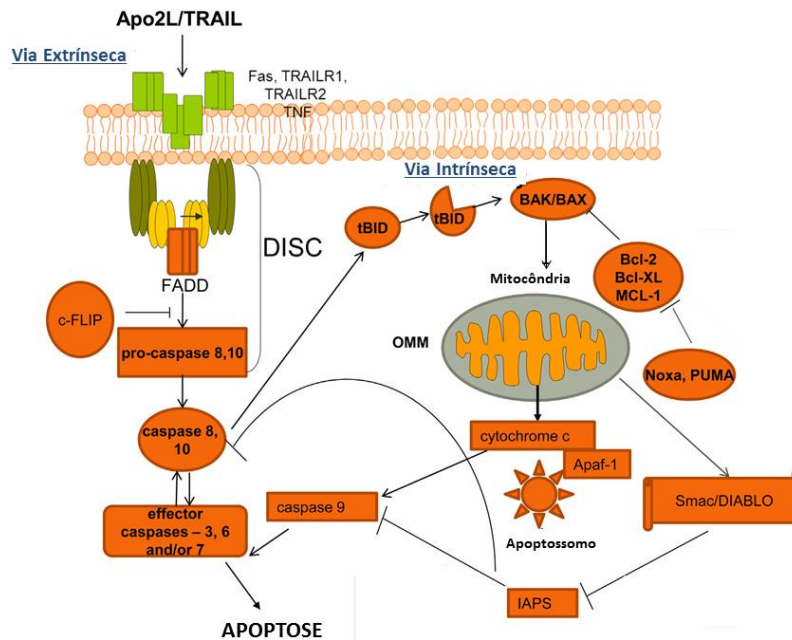 Apo2L/TRAIL
Via Extrínseca
Fas, TRAILR1,
TRAILR2
TNF
Via Intrínseca
DISC
FADD
c-FLIP
pro-caspase 8,10
caspase 8,
10
effector
caspases – 3, 6
and/or 7
APOPTOSE
tBID
tBID
BAK/BAX
Bcl-2
Bcl-XL
MCL-1
Noxa, PUMA
Mitocôndria
OMM
cytochrome c
Apaf-1
Apoptossomo
caspase 9
Smac/DIABLO
IAPS